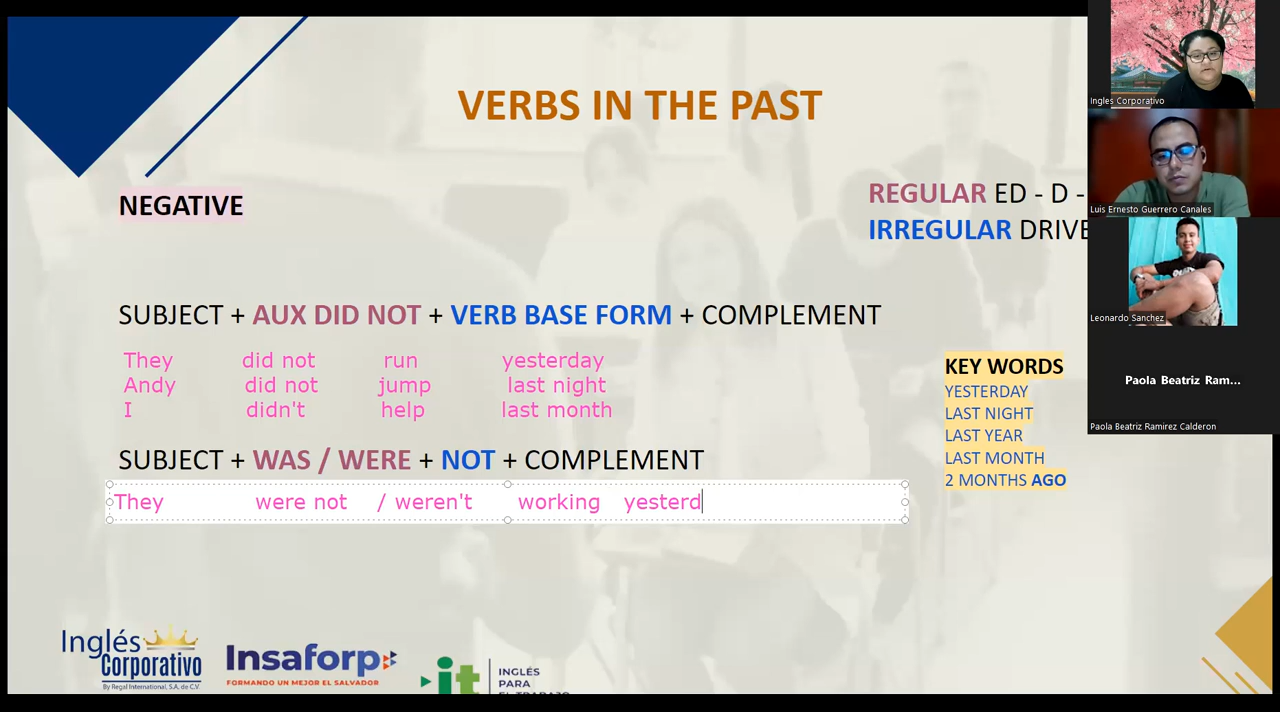 VERBS IN THE PAST
NEGATIVE
REGULAR ED - D -
IRREGULAR DRIVE
SUBJECT + AUX DID NOT + VERB BASE FORM + COMPLEMENT
They did not run yesterday
Andy did not jump last night
I didn't help last month
SUBJECT + WAS / WERE + NOT + COMPLEMENT
They were not / weren't working yesterd
KEY WORDS
YESTERDAY
LAST NIGHT
LAST YEAR
LAST MONTH
2 MONTHS AGO
Ingles Corporativo
Luis Ernesto Guerrero Canales
Leonardo Sanchez
Paola Beatriz Ram...
Paola Beatriz Ramirez Calderon
Inglés
Corporativo
By Regal International, S.A. de C.V.
Insaforp
FORMANDO UN MEJOR EL SALVADOR
it
INGLÉS
PARA
EL TRABAJO